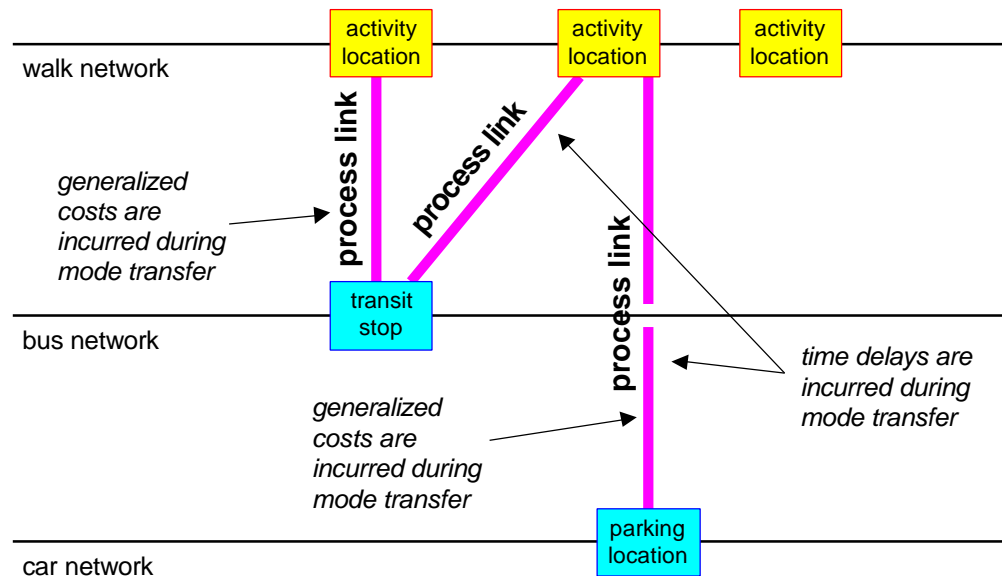 activity
location
activity
location
activity
location
walk network
process link
process link
generalized
costs are
incurred during
mode transfer
transit
stop
bus network
process link
time delays are
incurred during
mode transfer
generalized
costs are
incurred during
mode transfer
parking
location
car network